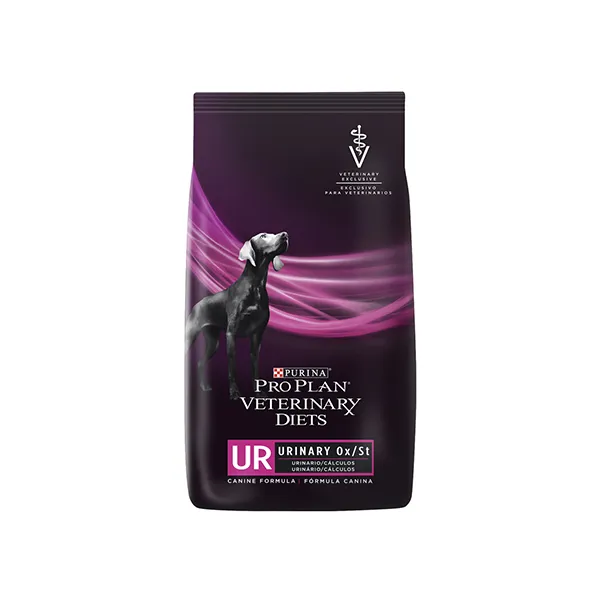 V
VETERINARY
EXCLUSIVE
EXCLUSIVO
PARA VETERINARIOS
PURINA®
PRO PLAN®
VETERINARY
DIETS
UR URINARY Ox/St
URINARIO/CÁLCULOS
URINÁRIO/CÁLCULOS
CANINE FORMULA | FÓRMULA CANINA